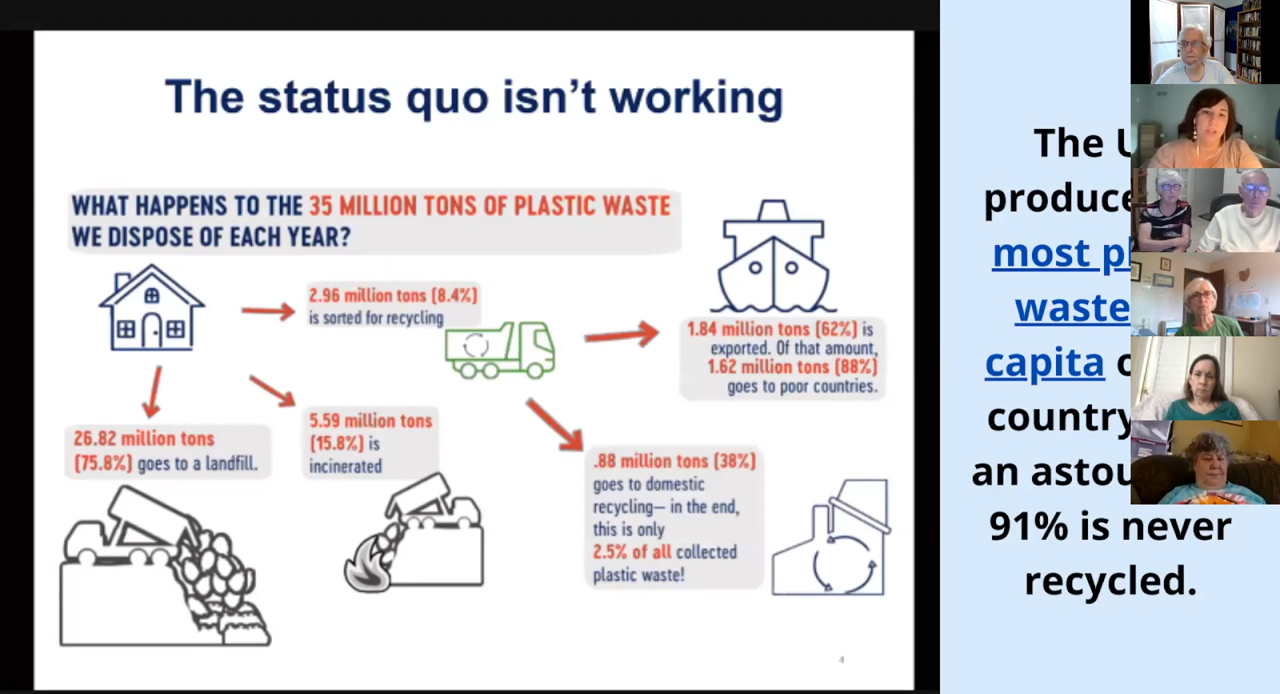 The status quo isn't working
WHAT HAPPENS TO THE 35 MILLION TONS OF PLASTIC WASTE
WE DISPOSE OF EACH YEAR?
2.96 million tons (8.4%)
is sorted for recycling
1.84 million tons (62%) is
exported. Of that amount,
1.62 million tons (88%)
goes to poor countries.
26.82 million tons
(75.8%) goes to a landfill.
5.59 million tons
(15.8%) is
incinerated
.88 million tons (38%)
goes to domestic
recycling— in the end,
this is only
2.5% of all collected
plastic waste!
4
The
produce
most
waste
capita
country
an
91% is never
recycled.